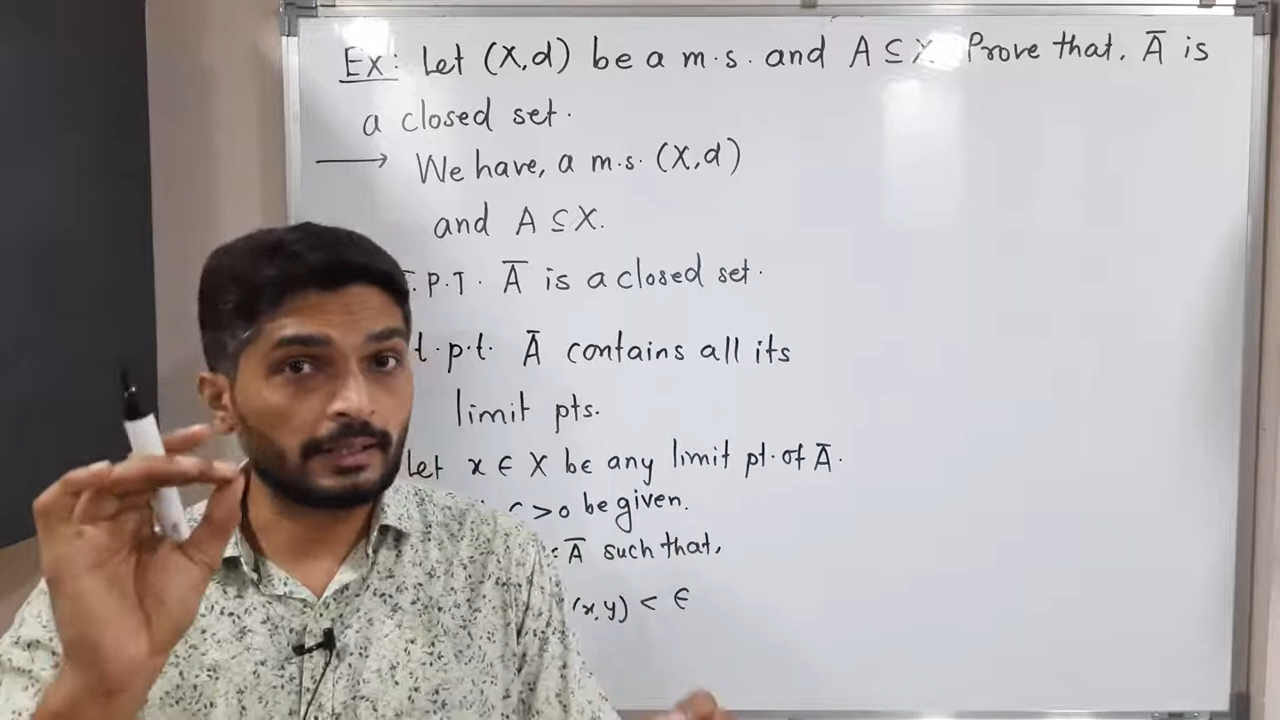 Ex: Let (X,d) be a m.s. and A ⊆ X. Prove that, Ā is
a closed set.
→ We have, a m.s. (X,d)
and A ⊆ X.
P.T. Ā is a closed set.
t.p.t. Ā contains all its
limit pts.
Let x ∈ X be any limit pt. of Ā.
>0 be given.
Ā such that,
(x,y) < ϵ